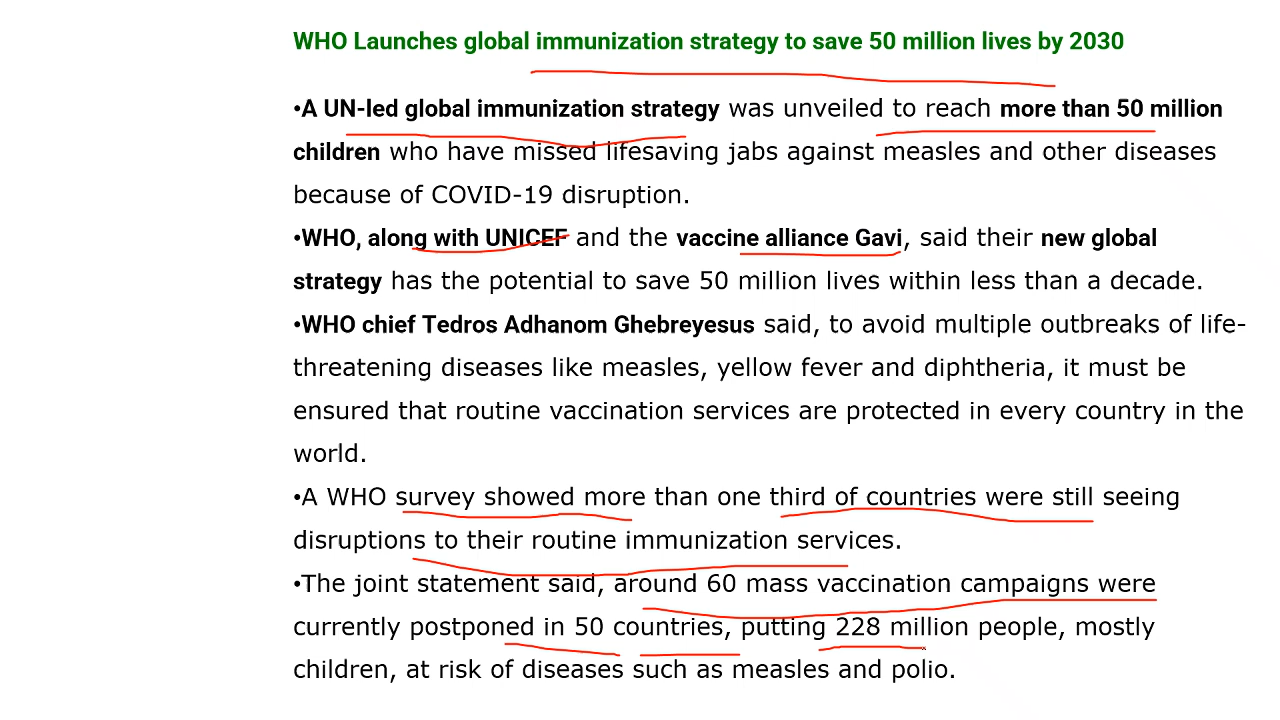 WHO Launches global immunization strategy to save 50 million lives by 2030
•A UN-led global immunization strategy was unveiled to reach more than 50 million
children who have missed lifesaving jabs against measles and other diseases
because of COVID-19 disruption.
•WHO, along with UNICEF and the vaccine alliance Gavi, said their new global
strategy has the potential to save 50 million lives within less than a decade.
•WHO chief Tedros Adhanom Ghebreyesus said, to avoid multiple outbreaks of life-
threatening diseases like measles, yellow fever and diphtheria, it must be
ensured that routine vaccination services are protected in every country in the
world.
•A WHO survey showed more than one third of countries were still seeing
disruptions to their routine immunization services.
•The joint statement said, around 60 mass vaccination campaigns were
currently postponed in 50 countries, putting 228 million people, mostly
children, at risk of diseases such as measles and polio.